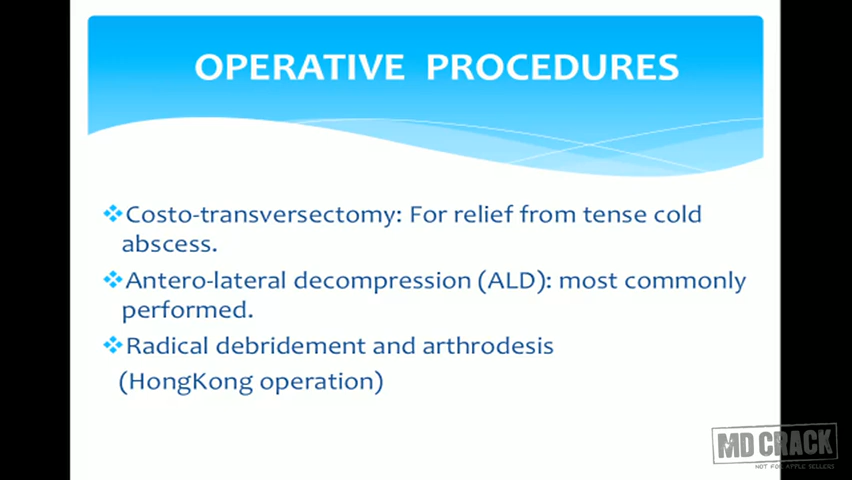 OPERATIVE PROCEDURES
Costo-transversectomy: For relief from tense cold
abscess.
Antero-lateral decompression (ALD): most commonly
performed.
Radical debridement and arthrodesis
(HongKong operation)
MD CRACK
NOT FOR APPLE SELLERS